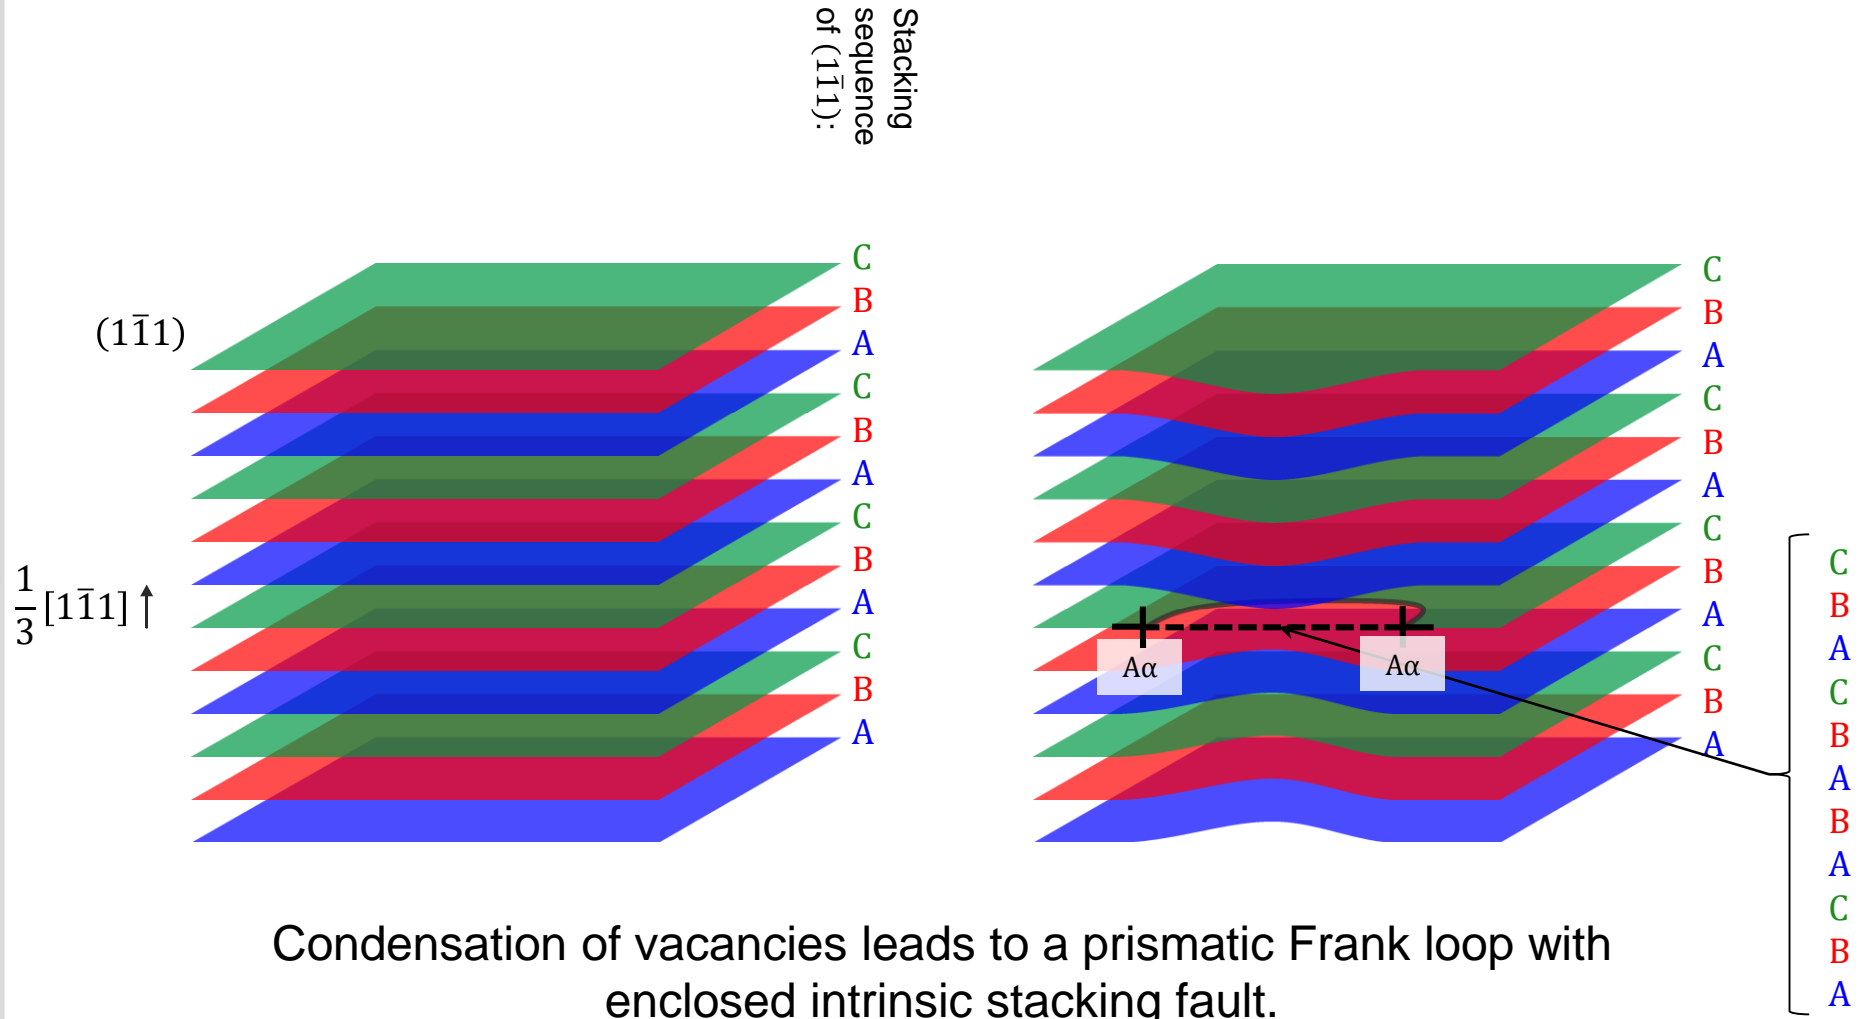 Stacking
sequence
of (11̅1):
(11̅1)
1/3 [11̅1]
C
B
A
C
B
A
C
B
A
C
B
A
C
B
A
C
B
A
C
B
A
C
B
A
Aα
Aα
C
B
A
C
B
A
B
A
C
B
A
Condensation of vacancies leads to a prismatic Frank loop with
enclosed intrinsic stacking fault.